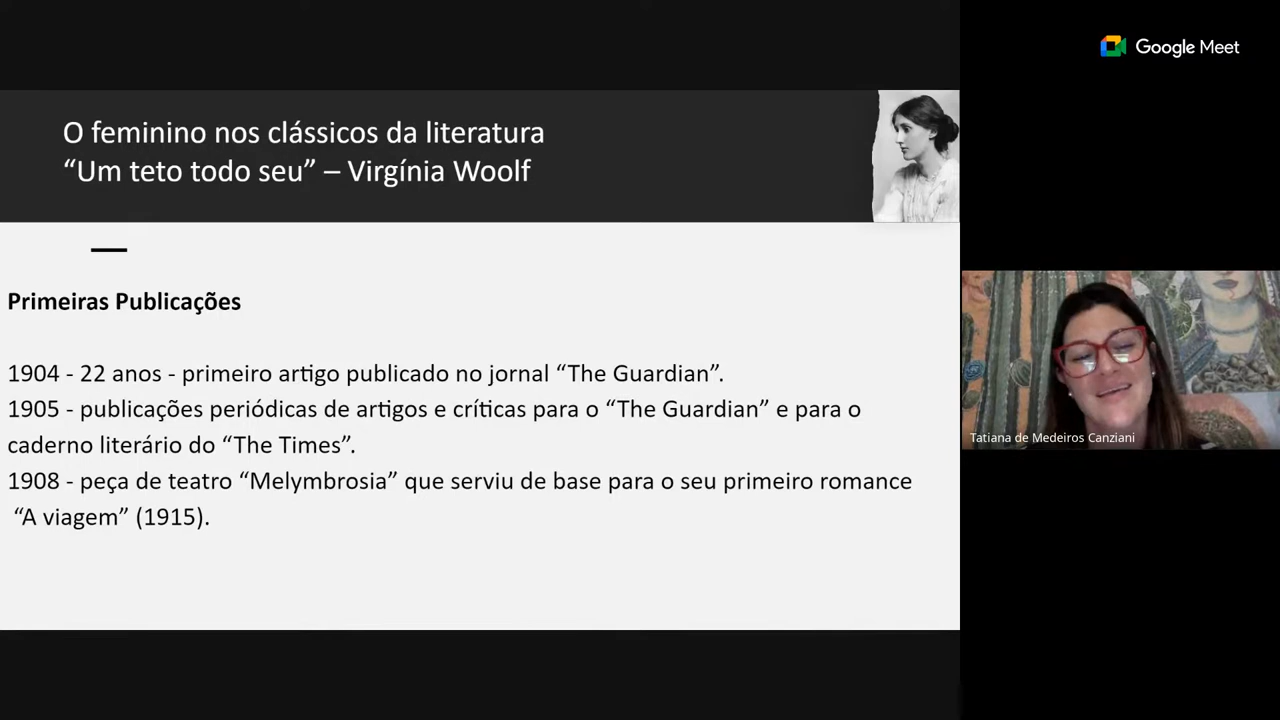 Google Meet
O feminino nos clássicos da literatura
“Um teto todo seu” – Virgínia Woolf
Primeiras Publicações
1904 - 22 anos - primeiro artigo publicado no jornal “The Guardian”.
1905 - publicações periódicas de artigos e críticas para o “The Guardian” e para o
caderno literário do “The Times”.
1908 - peça de teatro “Melymbrosia” que serviu de base para o seu primeiro romance
“A viagem” (1915).
Tatiana de Medeiros Canziani